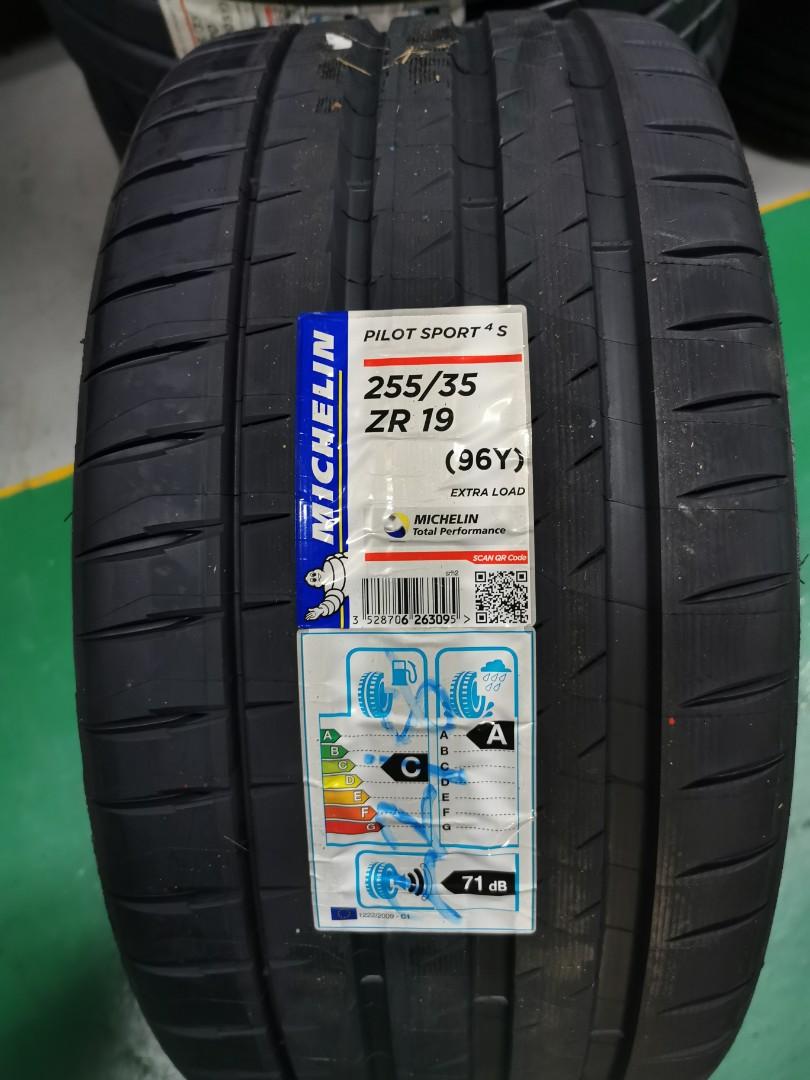 MICHELIN
PILOT SPORT 4 S
255/35
ZR 19
(96Y)
EXTRA LOAD
MICHELIN
Total Performance
SCAN QR Code
3 528706 263095 >
A
B
C
D
E
F
G
C
A
B
C
D
E
F
G
A
71 dB
1222/2009 - C1